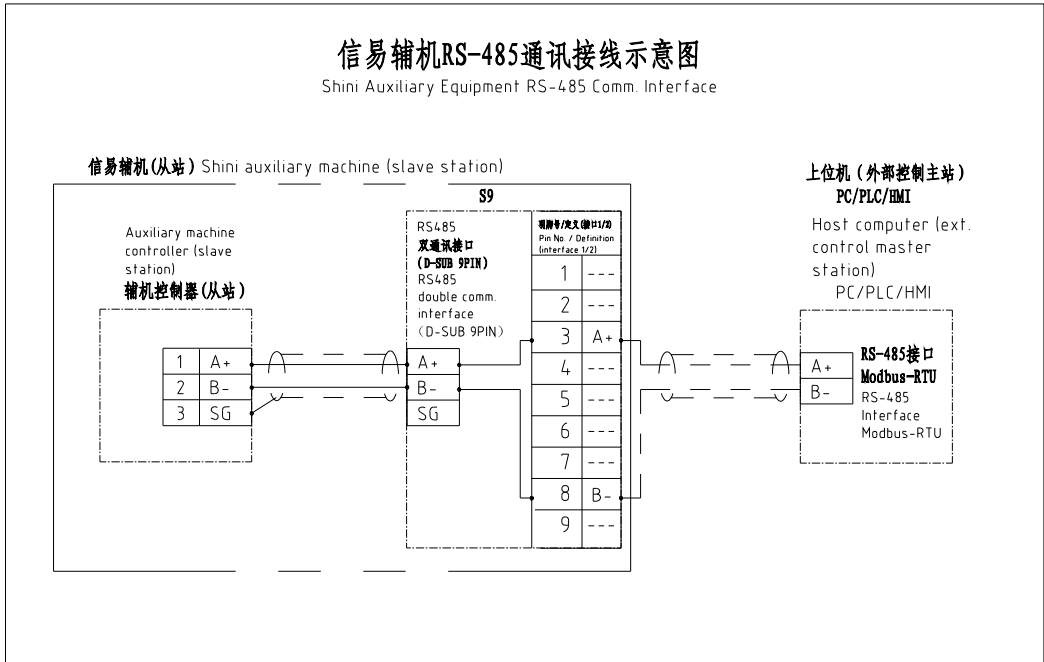 信易辅机RS-485通讯接线示意图
Shini Auxiliary Equipment RS-485 Comm. Interface
信易辅机(从站) Shini auxiliary machine (slave station)
Auxiliary machine
controller (slave
station)
辅机控制器(从站)
1 A+
2 B-
3 SG
S9
RS485
双通讯接口
(D-SUB 9PIN)
RS485
double comm.
interface
(D-SUB 9PIN)
A+
B-
SG
Pin No. / Definition
(interface 1/2)
1 ---
2 ---
3 A+
4 ---
5 ---
6 ---
7 ---
8 B-
9 ---
上位机（外部控制主站）
PC/PLC/HMI
Host computer (ext.
control master
station)
PC/PLC/HMI
A+
B-
RS-485接口
Modbus-RTU
RS-485
Interface
Modbus-RTU